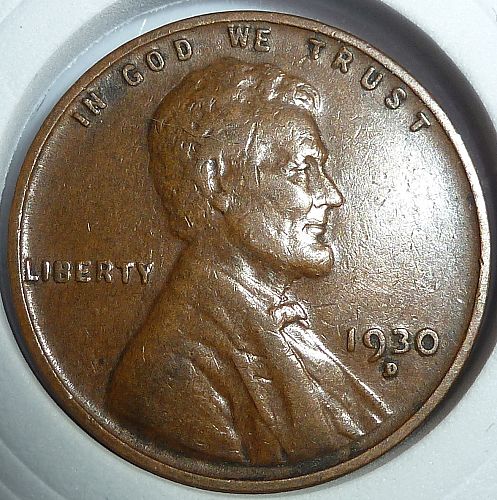 IN GOD WE TRUST
LIBERTY
1930
D